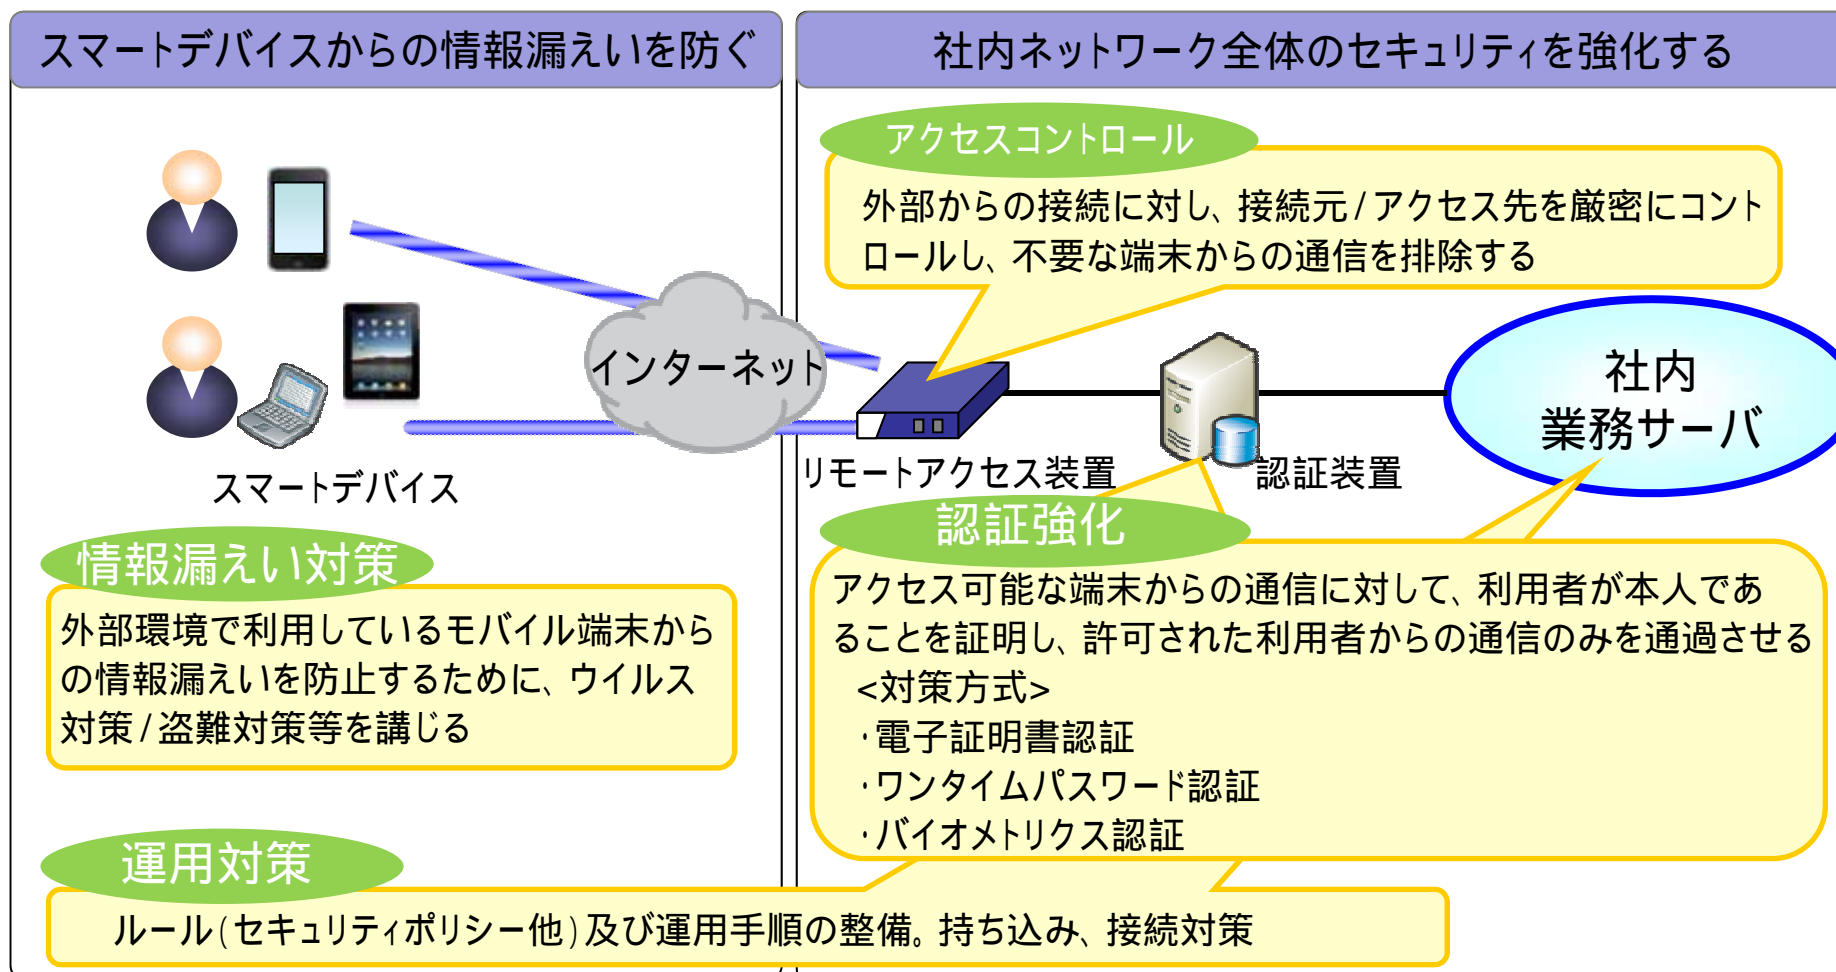 スマートデバイスからの情報漏えいを防ぐ
社内ネットワーク全体のセキュリティを強化する
アクセスコントロール
外部からの接続に対し、接続元/アクセス先を厳密にコント
ロールし、不要な端末からの通信を排除する
インターネット
社内
業務サーバ
スマートデバイス
リモートアクセス装置
認証装置
情報漏えい対策
外部環境で利用しているモバイル端末から
の情報漏えいを防止するために、ウイルス
対策/盗難対策等を講じる
認証強化
アクセス可能な端末からの通信に対して、利用者が本人であ
ることを証明し、許可された利用者からの通信のみを通過させる
<対策方式>
・電子証明書認証
・ワンタイムパスワード認証
・バイオメトリクス認証
運用対策
ルール(セキュリティポリシー他)及び運用手順の整備。持ち込み、接続対策